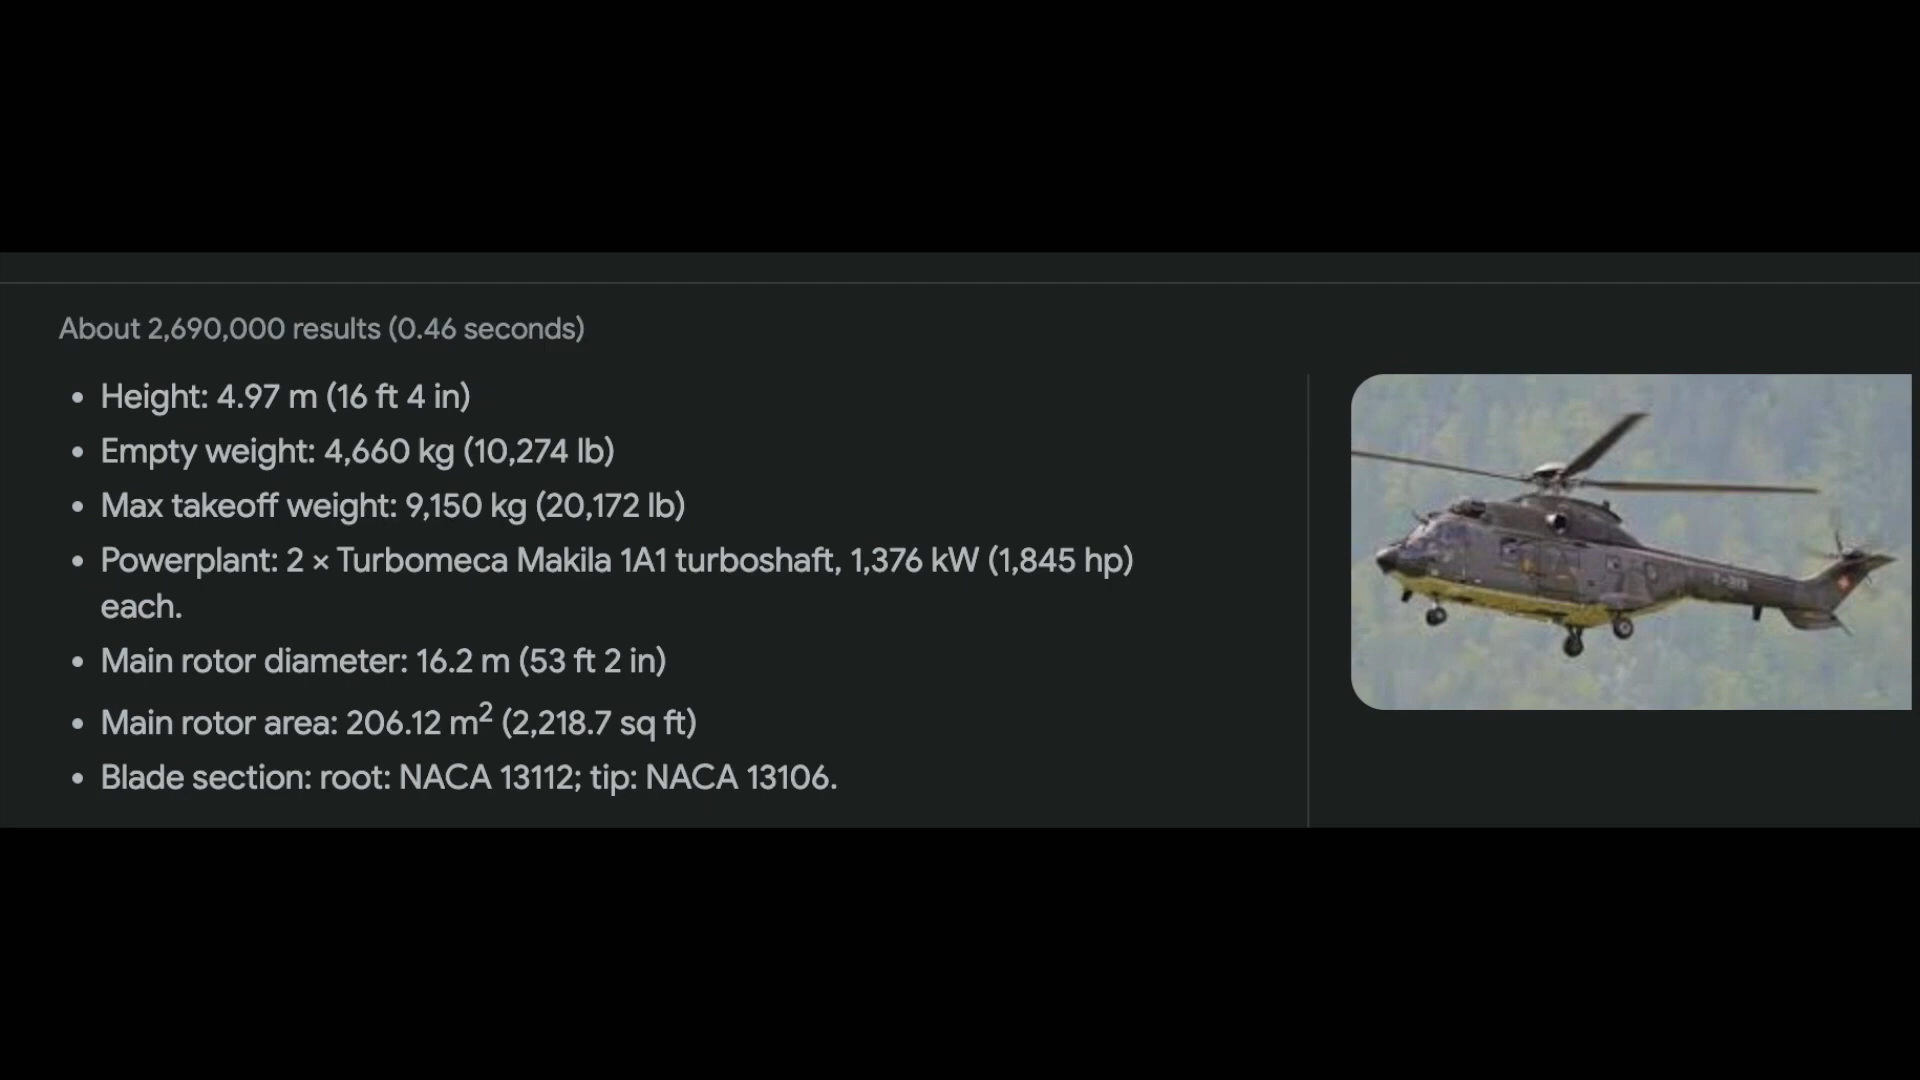 About 2,690,000 results (0.46 seconds)
• Height: 4.97 m (16 ft 4 in)
• Empty weight: 4,660 kg (10,274 lb)
• Max takeoff weight: 9,150 kg (20,172 lb)
• Powerplant: 2 × Turbomeca Makila 1A1 turboshaft, 1,376 kW (1,845 hp)
each.
• Main rotor diameter: 16.2 m (53 ft 2 in)
• Main rotor area: 206.12 m² (2,218.7 sq ft)
• Blade section: root: NACA 13112; tip: NACA 13106.